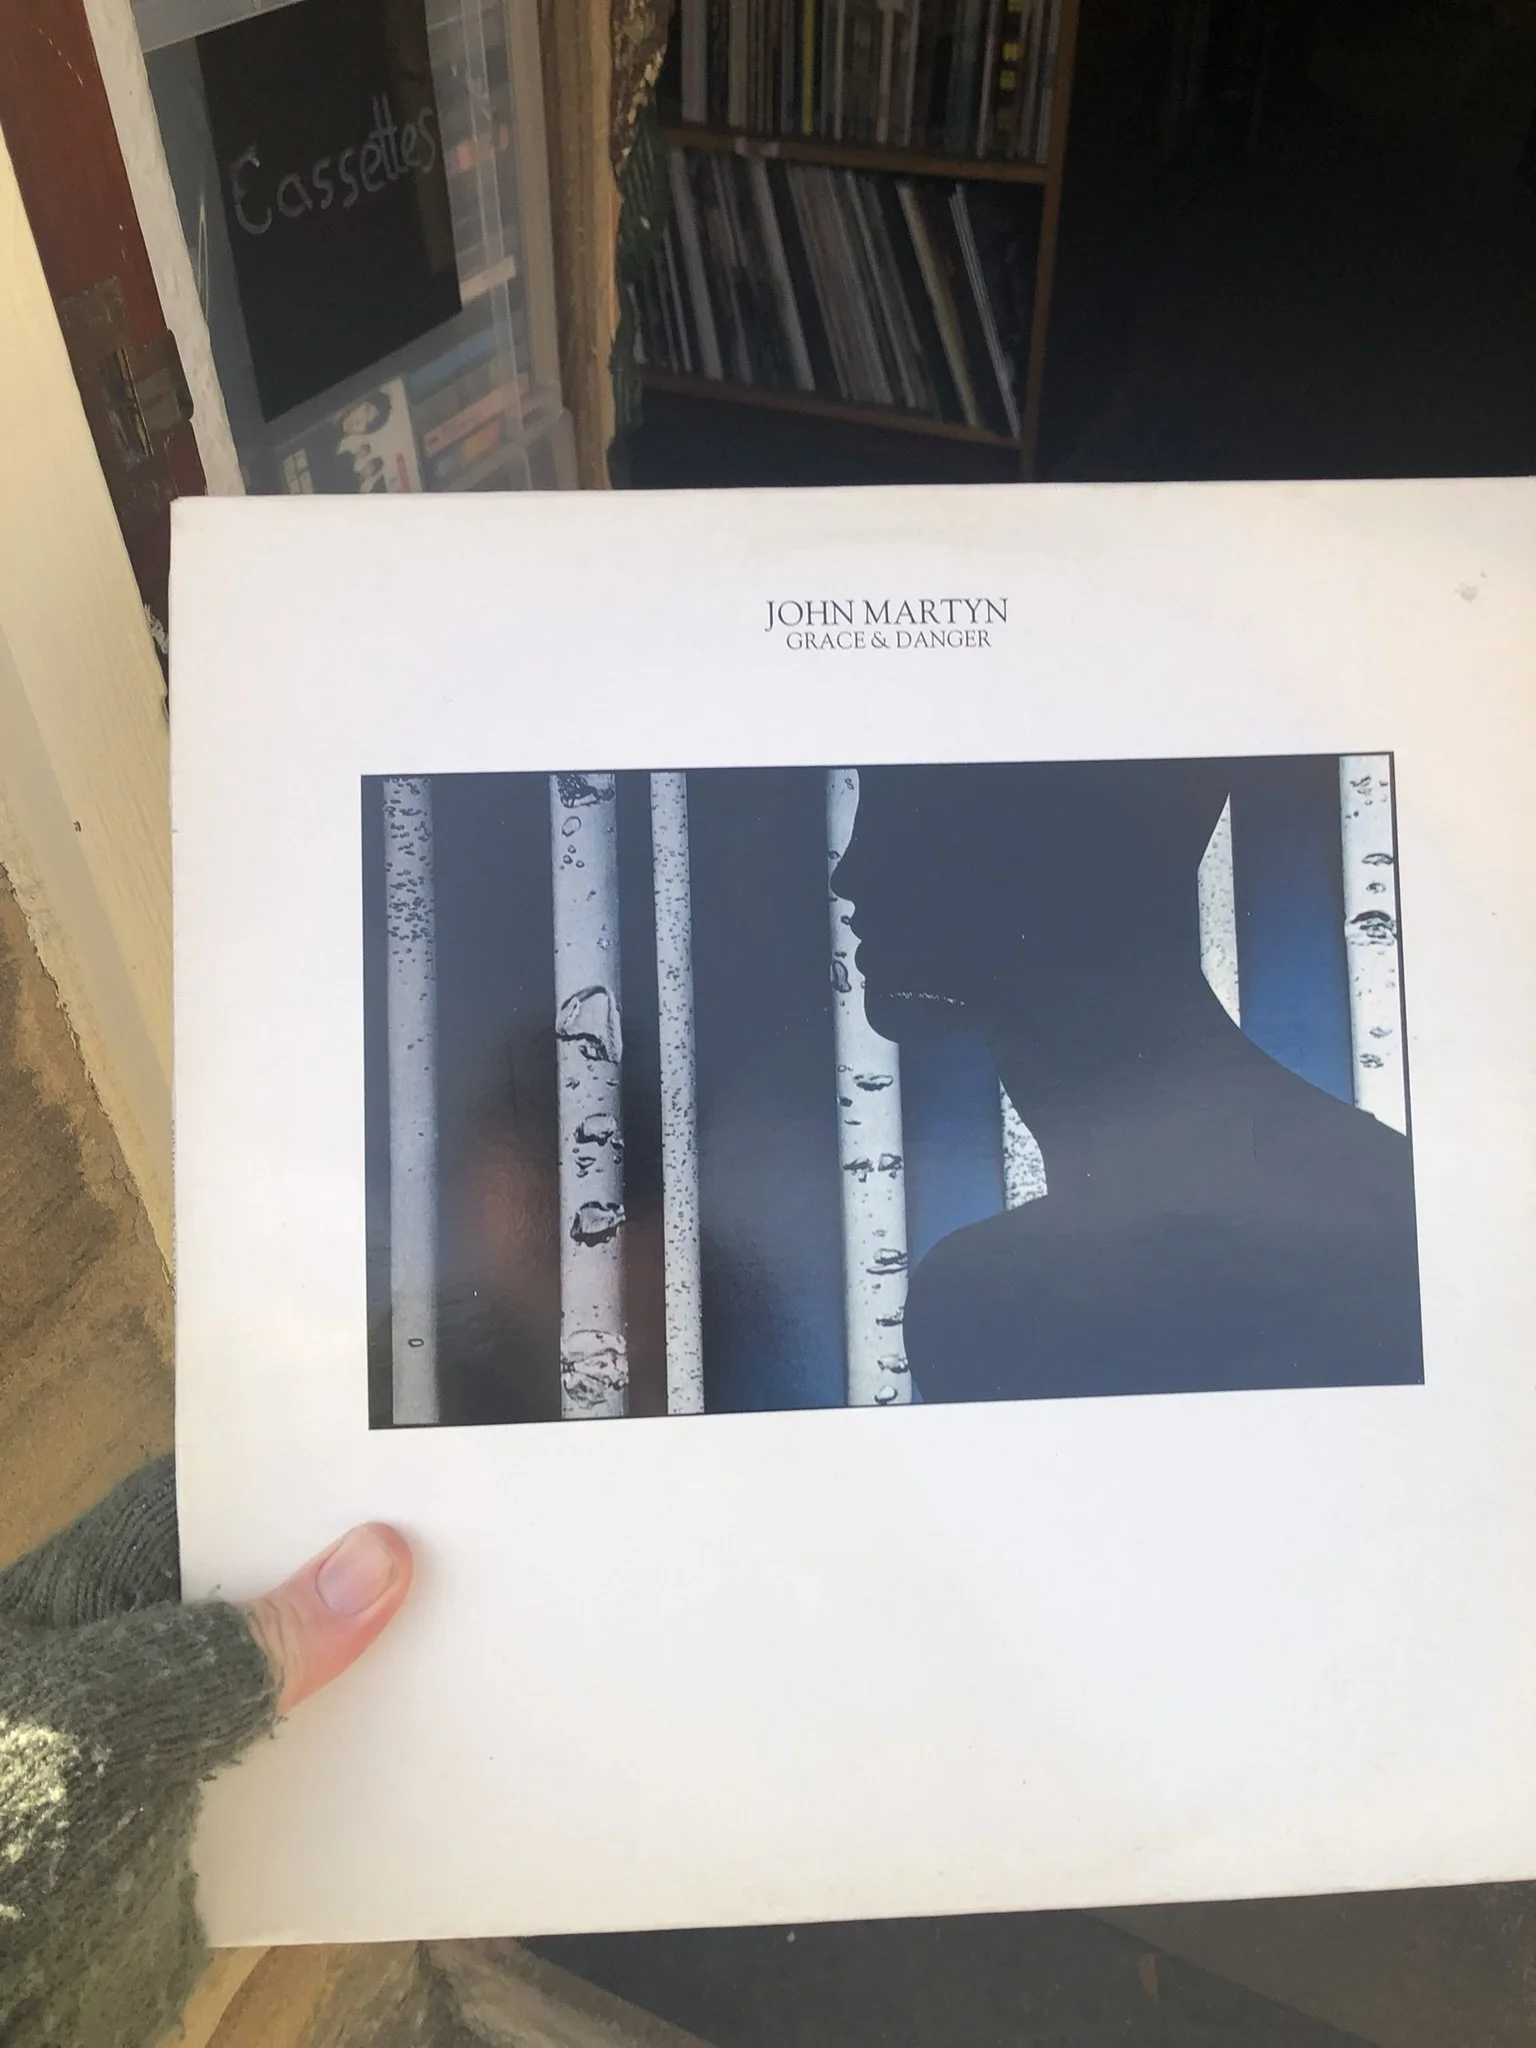 Cassettes
JOHN MARTYN
GRACE & DANGER